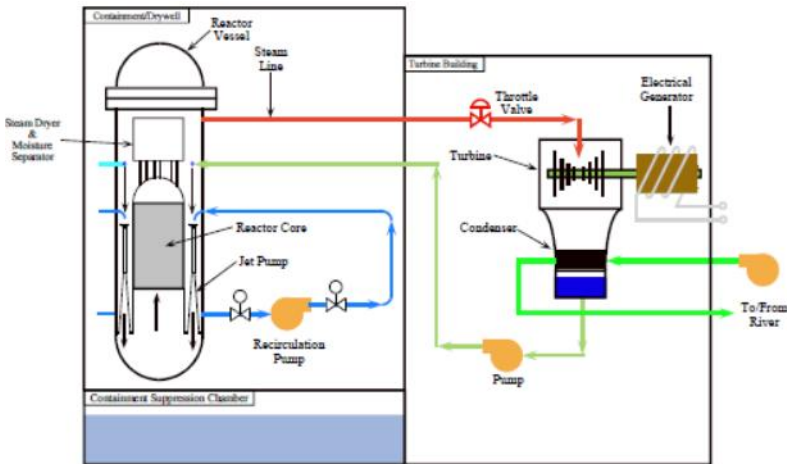 Containment/Drywell
Reactor
Vessel
Steam
Line
Turbine Building
Throttle
Valve
Electrical
Generator
Steam Dryer
&
Moisture
Separator
Turbine
Condenser
Reactor Core
Jet Pump
Recirculation
Pump
To/From
River
Pump
Containment Suppression Chamber